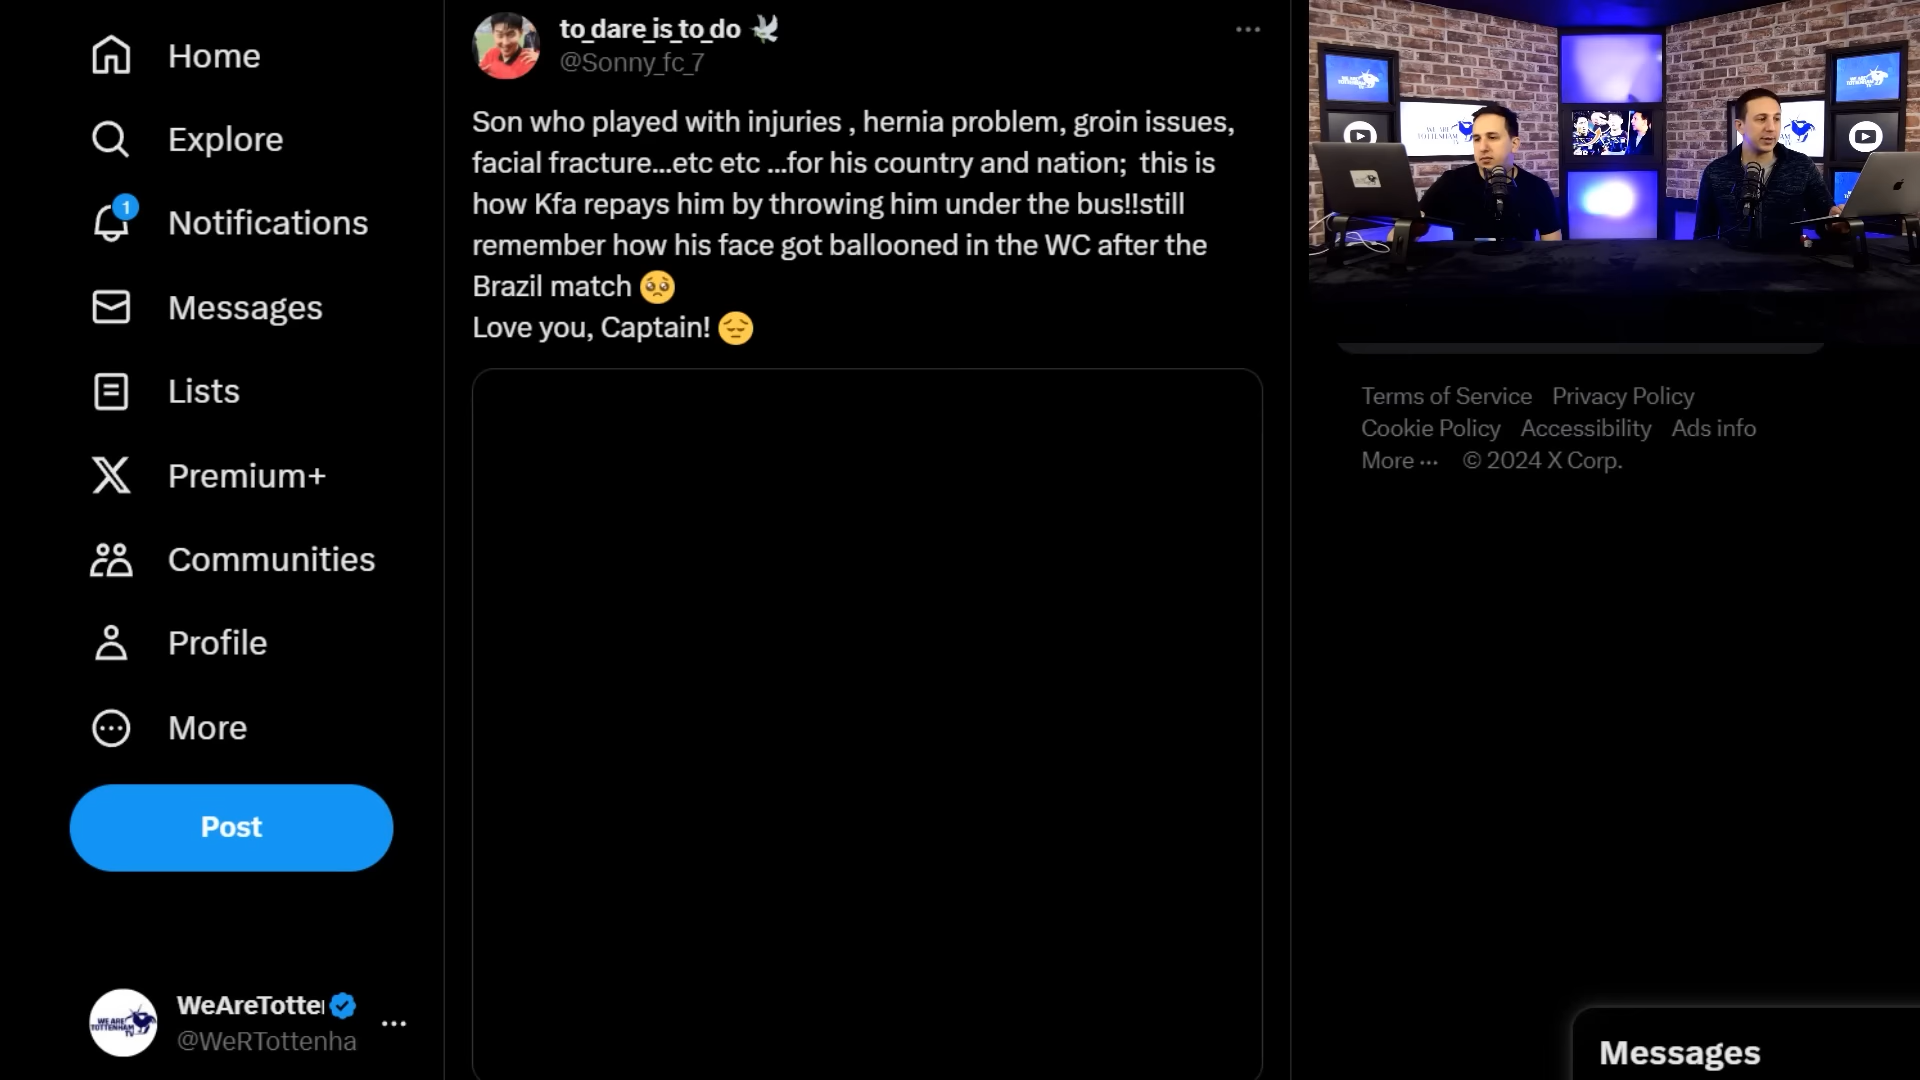 Home
Explore
1
Notifications
Messages
Lists
Premium+
Communities
Profile
More
Post
WeAreTotte
@WeRTottenha
to_dare_is_to_do
@Sonny_fc_7
Son who played with injuries , hernia problem, groin issues,
facial fracture...etc etc ...for his country and nation;  this is
how Kfa repays him by throwing him under the bus!!still
remember how his face got ballooned in the WC after the
Brazil match 🥺
Love you, Captain! 😔
Terms of Service Privacy Policy
Cookie Policy Accessibility Ads info
More ··· © 2024 X Corp.
Messages
WE ARE
TOTTENHAM
TV